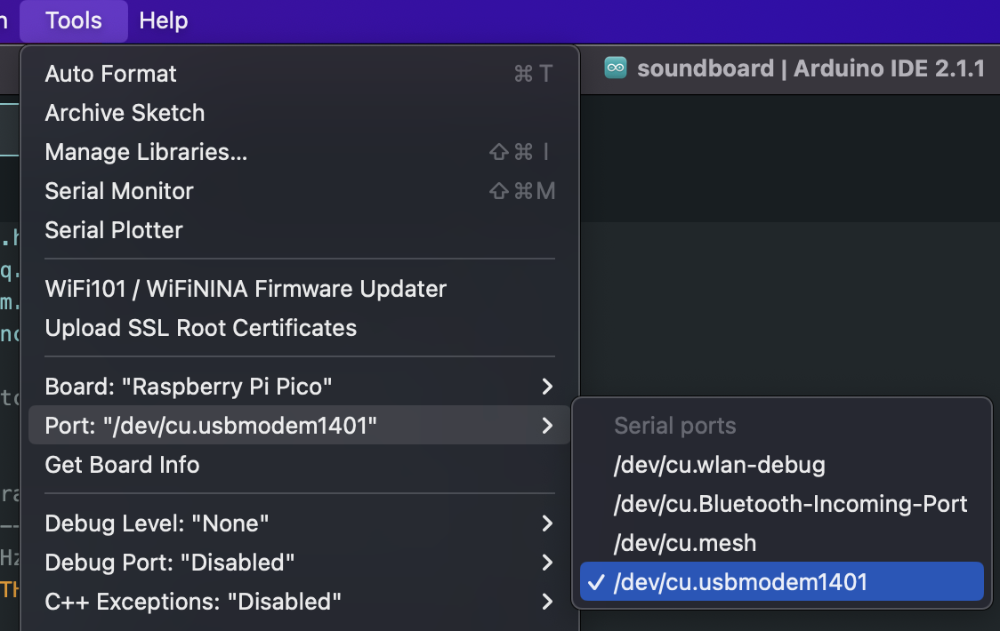 Tools Help
soundboard | Arduino IDE 2.1.1
Auto Format ⌘ T
Archive Sketch
Manage Libraries... ⇧ ⌘ I
Serial Monitor ⇧ ⌘ M
Serial Plotter
WiFi101 / WiFiNINA Firmware Updater
Upload SSL Root Certificates
Board: "Raspberry Pi Pico"
Port: "/dev/cu.usbmodem1401"
Get Board Info
Debug Level: "None"
Debug Port: "Disabled"
C++ Exceptions: "Disabled"
Serial ports
/dev/cu.wlan-debug
/dev/cu.Bluetooth-Incoming-Port
/dev/cu.mesh
✓ /dev/cu.usbmodem1401